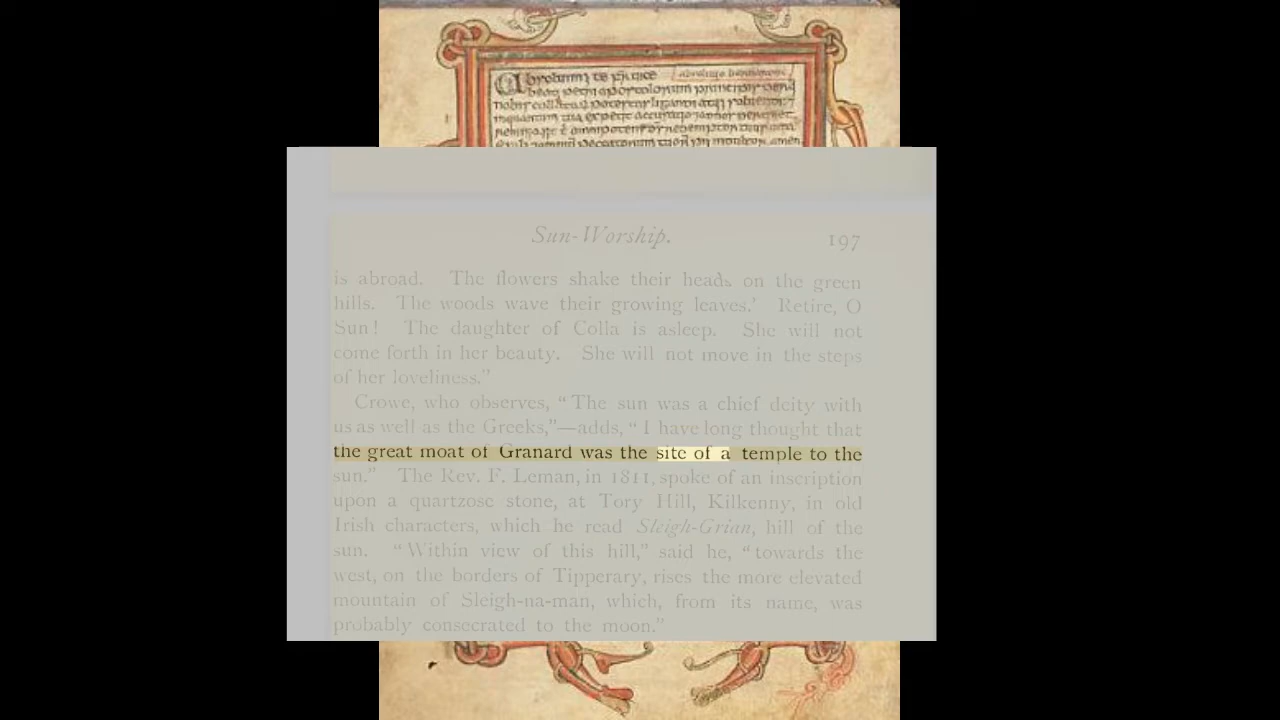 Sun-Worship. 197
is abroad. The flowers shake their heads on the green
hills. The woods wave their growing leaves.' Retire, O
Sun! The daughter of Colla is asleep. She will not
come forth in her beauty. She will not move in the steps
of her loveliness."
Crowe, who observes, "The sun was a chief deity with
us as well as the Greeks,"—adds, "I have long thought that
the great moat of Granard was the site of a temple to the
sun." The Rev. F. Leman, in 1811, spoke of an inscription
upon a quartzose stone, at Tory Hill, Kilkenny, in old
Irish characters, which he read Sleigh-Grian, hill of the
sun. "Within view of this hill," said he, "towards the
west, on the borders of Tipperary, rises the more elevated
mountain of Sleigh-na-man, which, from its name, was
probably consecrated to the moon."